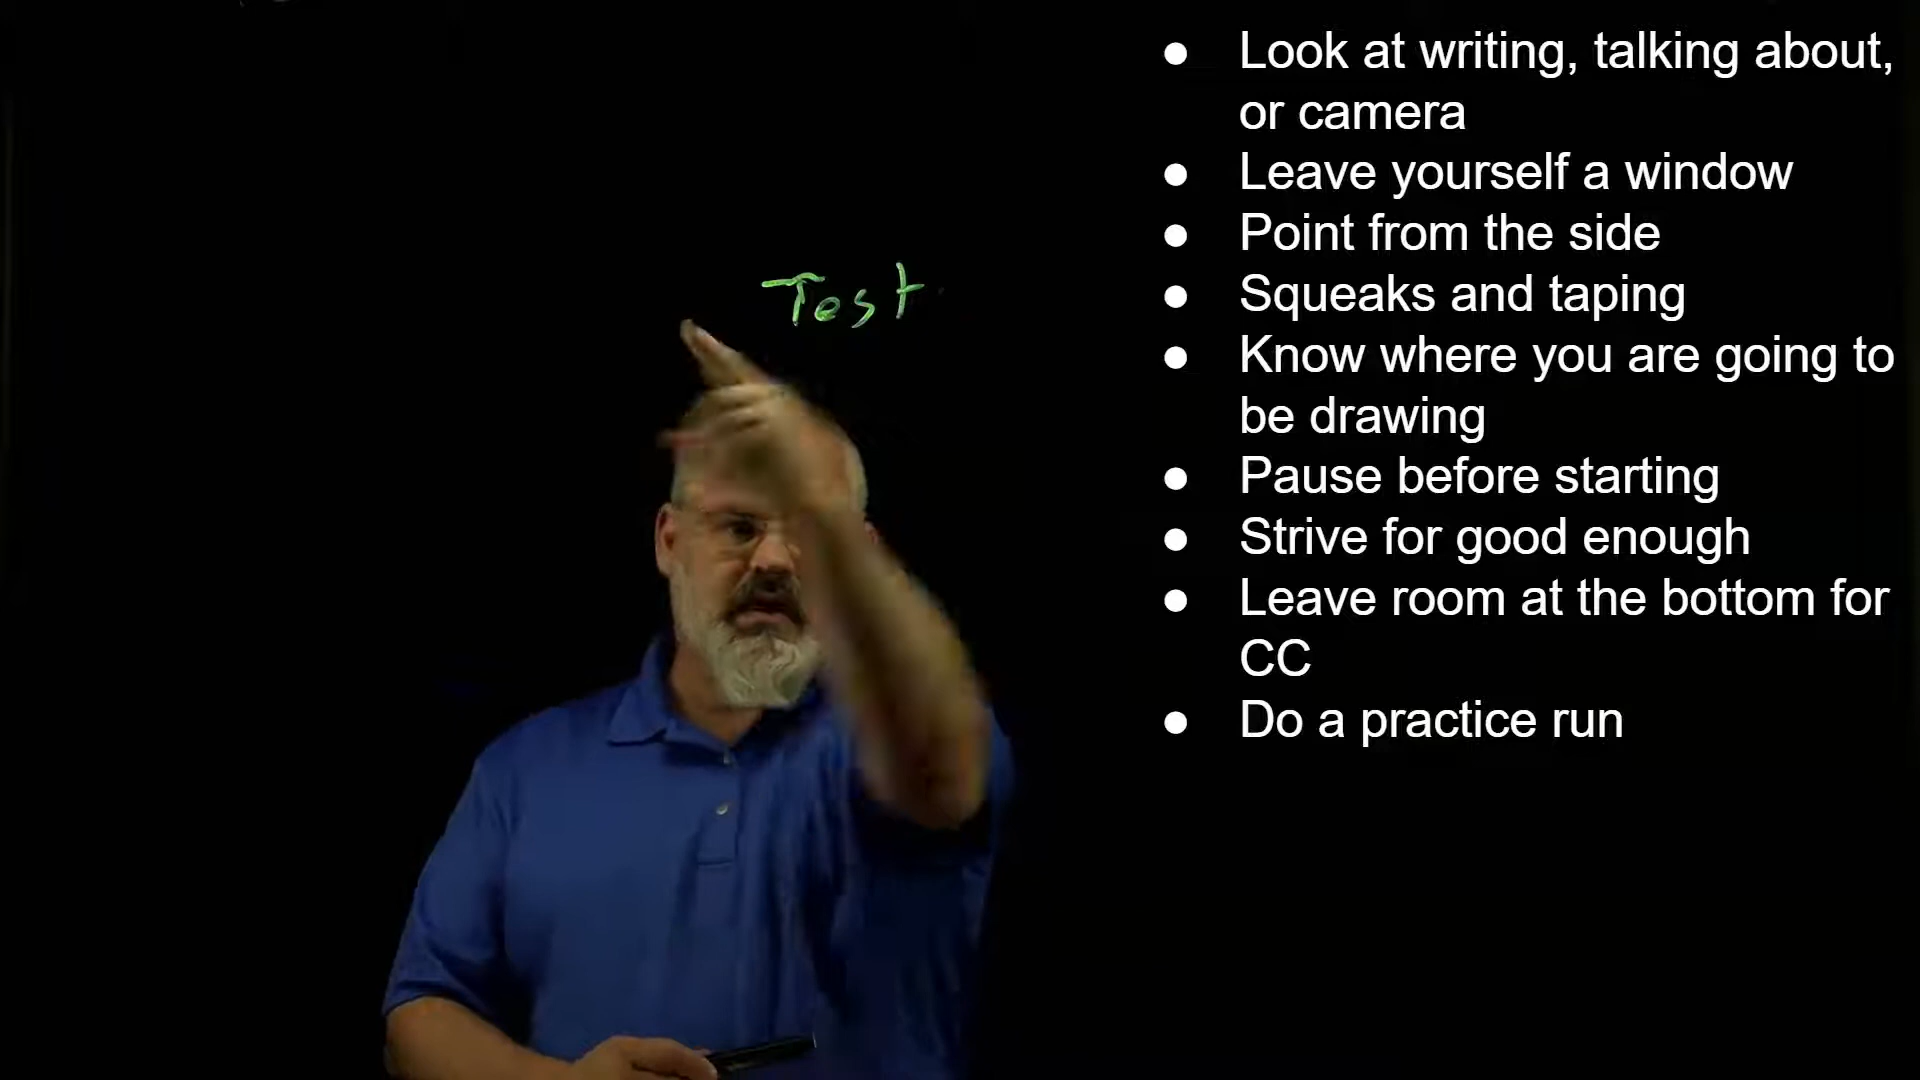 Test
● Look at writing, talking about,
or camera
● Leave yourself a window
● Point from the side
● Squeaks and taping
● Know where you are going to
be drawing
● Pause before starting
● Strive for good enough
● Leave room at the bottom for
CC
● Do a practice run